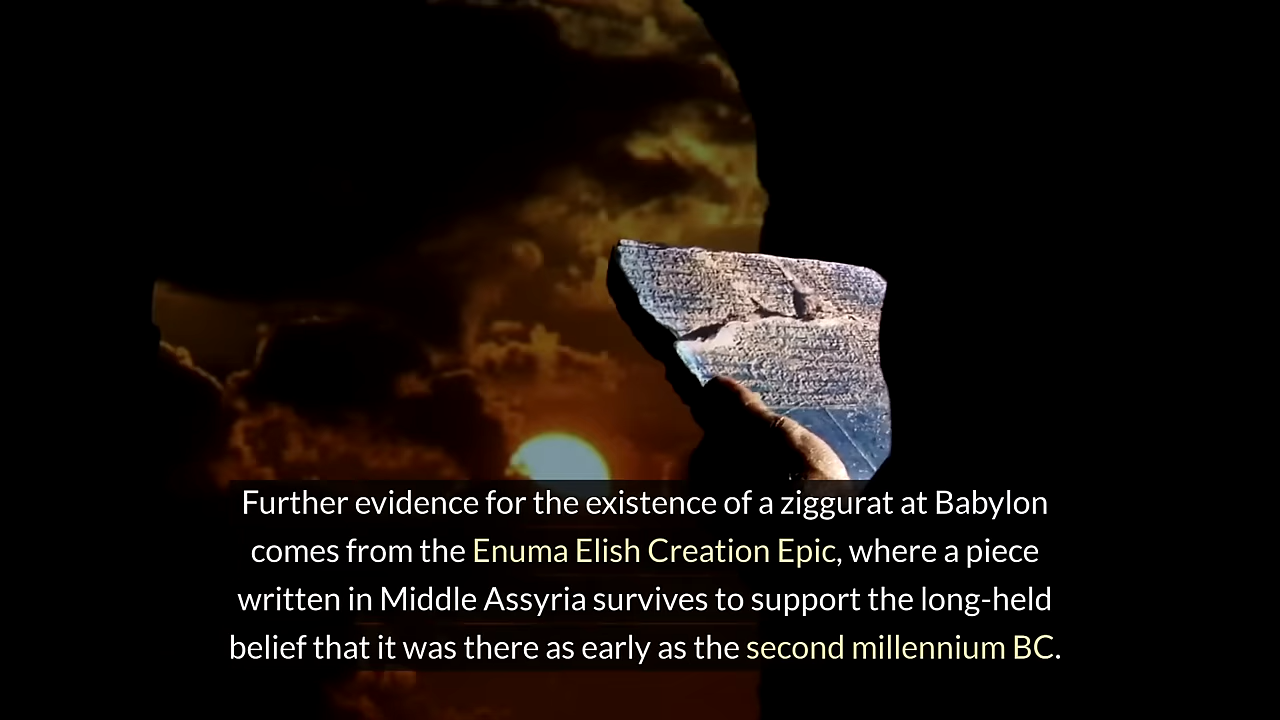 Further evidence for the existence of a ziggurat at Babylon
comes from the Enuma Elish Creation Epic, where a piece
written in Middle Assyria survives to support the long-held
belief that it was there as early as the second millennium BC.